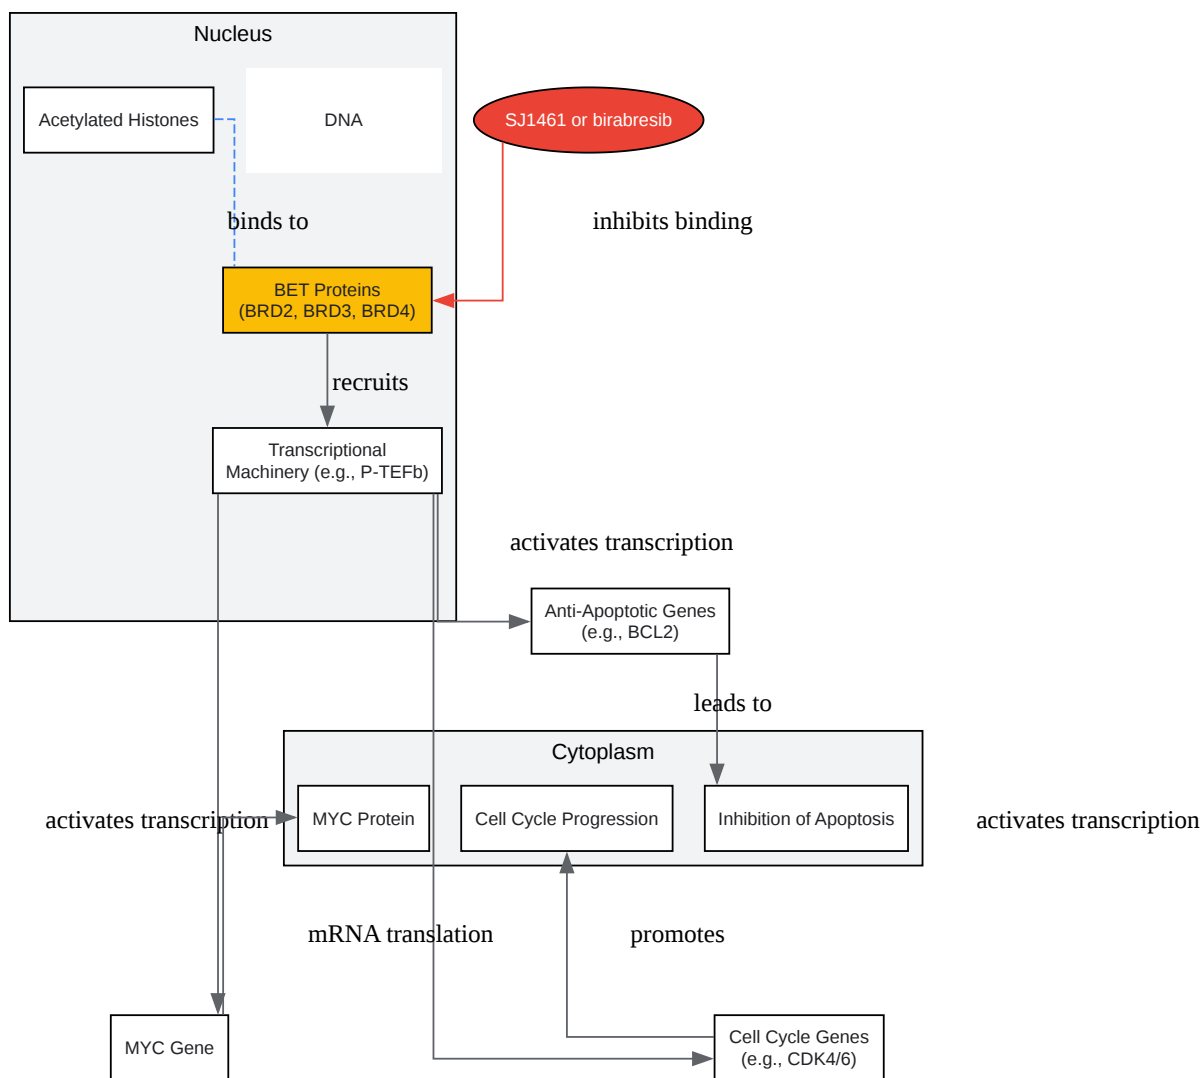 Nucleus
Acetylated Histones
DNA
SJ1461 or birabresib
binds to
inhibits binding
BET Proteins
(BRD2, BRD3, BRD4)
recruits
Transcriptional
Machinery (e.g., P-TEFb)
activates transcription
Anti-Apoptotic Genes
(e.g., BCL2)
leads to
Cytoplasm
activates transcription
MYC Protein
Cell Cycle Progression
Inhibition of Apoptosis
activates transcription
mRNA translation
promotes
MYC Gene
Cell Cycle Genes
(e.g., CDK4/6)